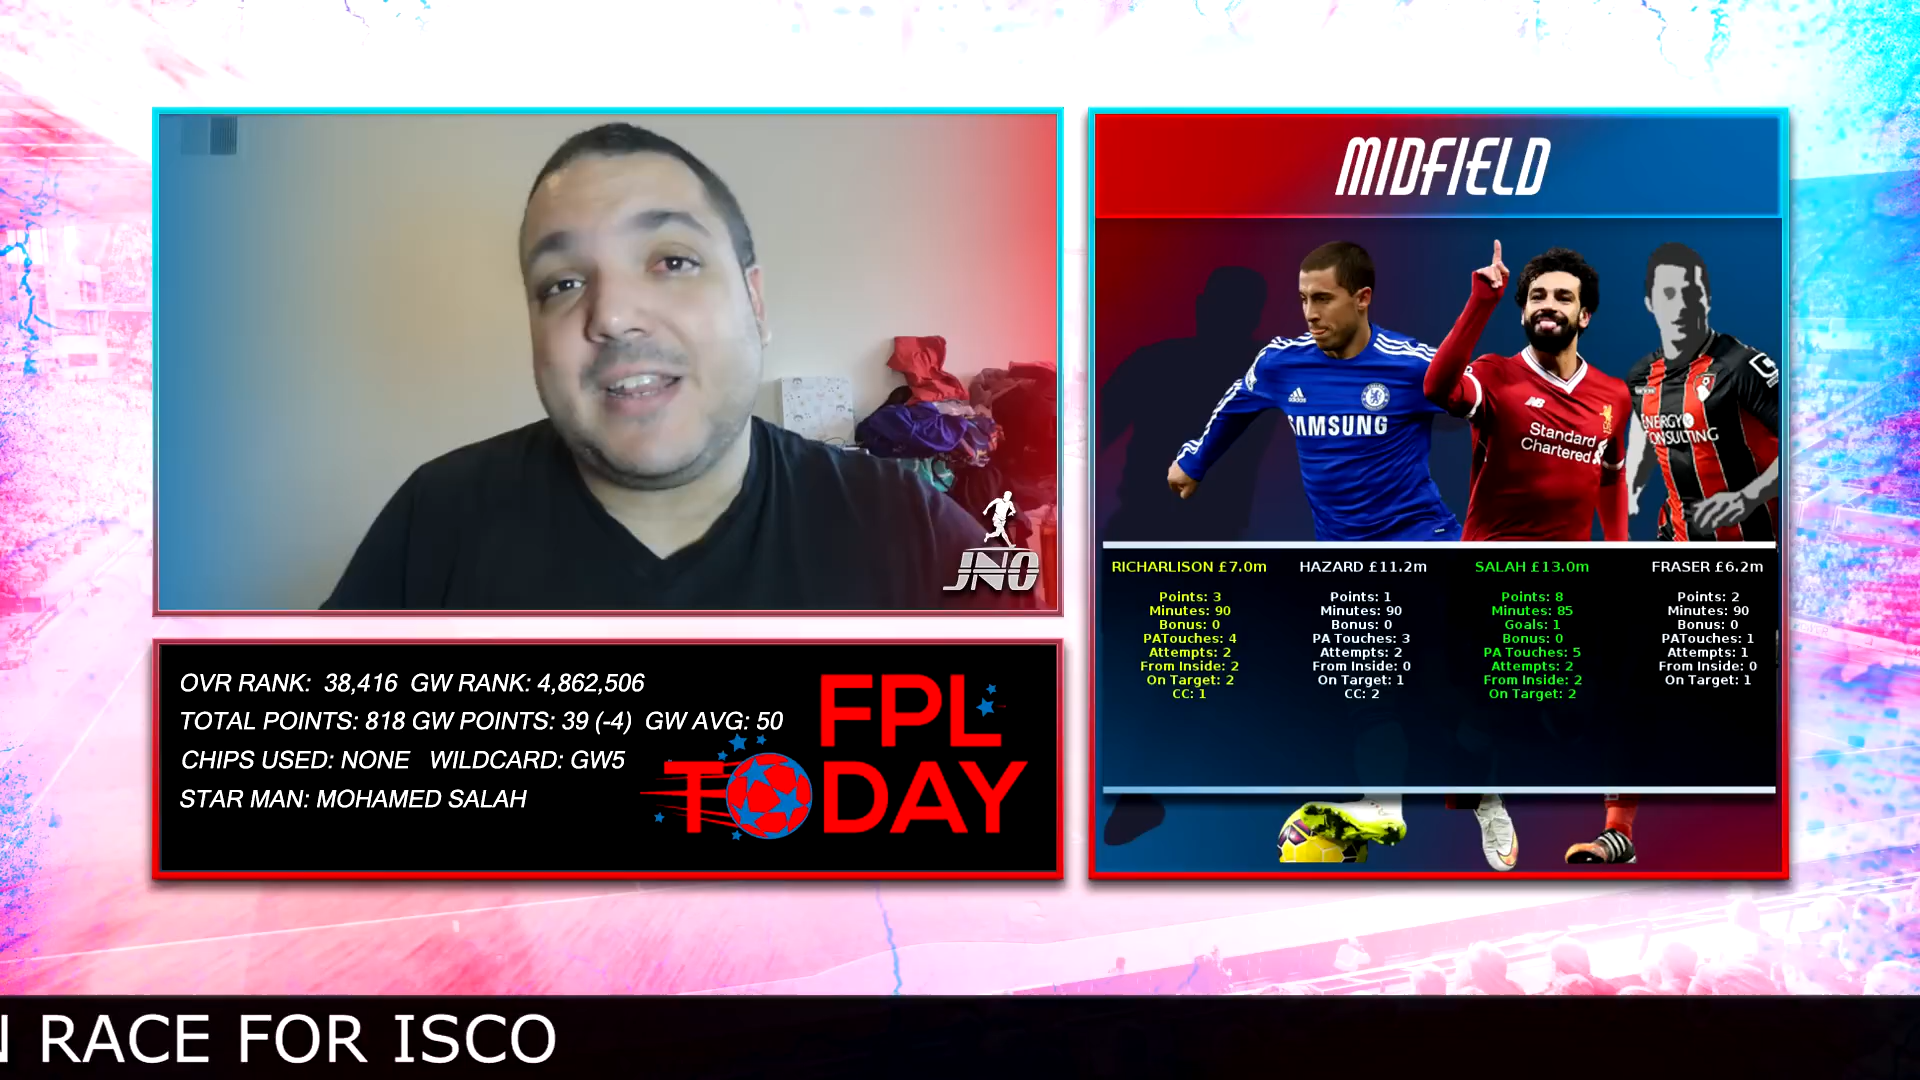 MIDFIELD
SAMSUNG
Standard
Chartered
ENERGY
CONSULTING
JNO
RICHARLISON £7.0m
Points: 3
Minutes: 90
Bonus: 0
PATouches: 4
Attempts: 2
From Inside: 2
On Target: 2
CC: 1
HAZARD £11.2m
Points: 1
Minutes: 90
Bonus: 0
PA Touches: 3
Attempts: 2
From Inside: 0
On Target: 1
CC: 2
SALAH £13.0m
Points: 8
Minutes: 85
Goals: 1
Bonus: 0
PA Touches: 5
Attempts: 2
From Inside: 2
On Target: 2
FRASER £6.2m
Points: 2
Minutes: 90
Bonus: 0
PATouches: 1
Attempts: 1
From Inside: 0
On Target: 1
OVR RANK: 38,416 GW RANK: 4,862,506
TOTAL POINTS: 818 GW POINTS: 39 (-4) GW AVG: 50
CHIPS USED: NONE WILDCARD: GW5
STAR MAN: MOHAMED SALAH
FPL
TODAY
RACE FOR ISCO